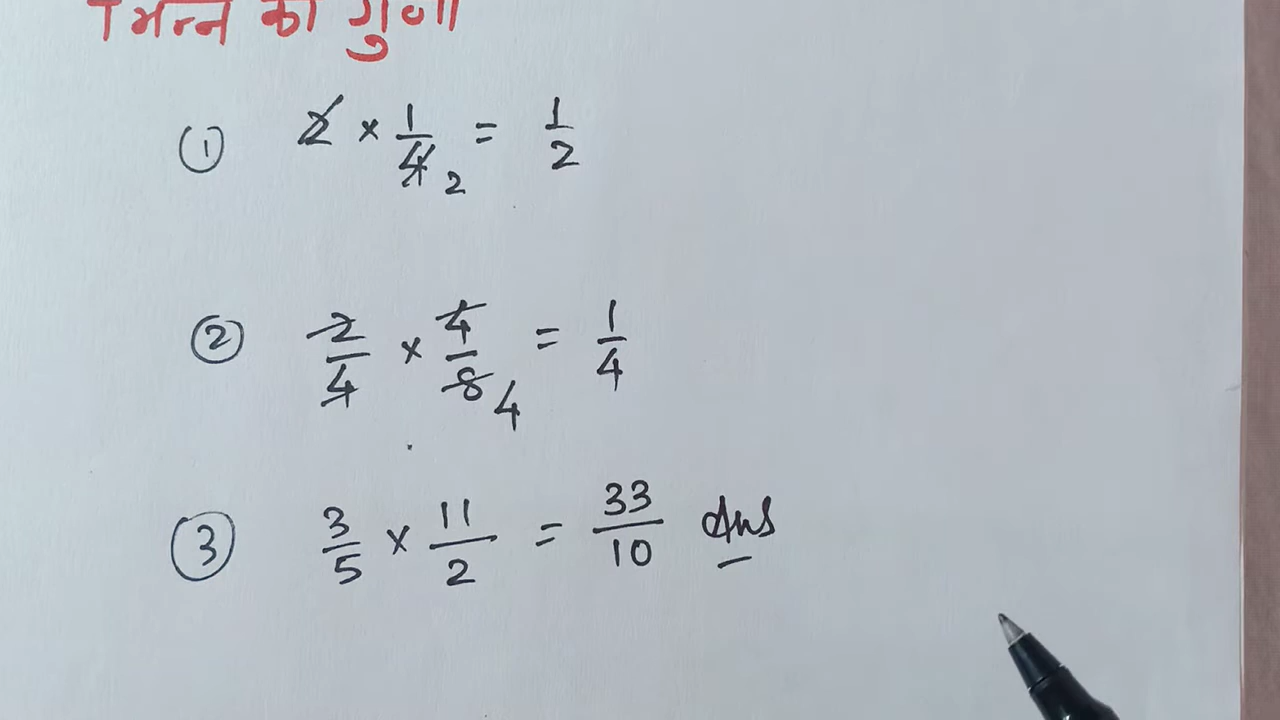 भिन्न का गुणा
① 2 × 1/4 2 = 1/2
② 2/4 × 4/8 4 = 1/4
③ 3/5 × 11/2 = 33/10 Ans